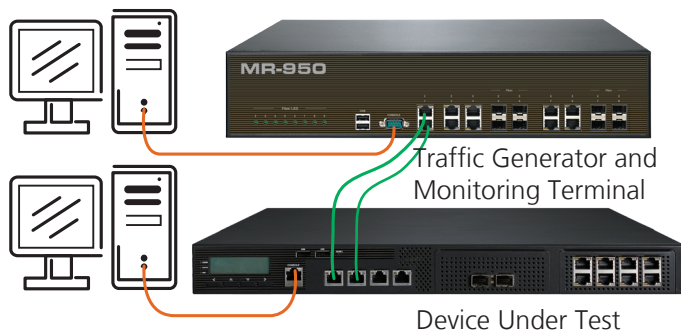 MR-950
Traffic Generator and
Monitoring Terminal
Device Under Test